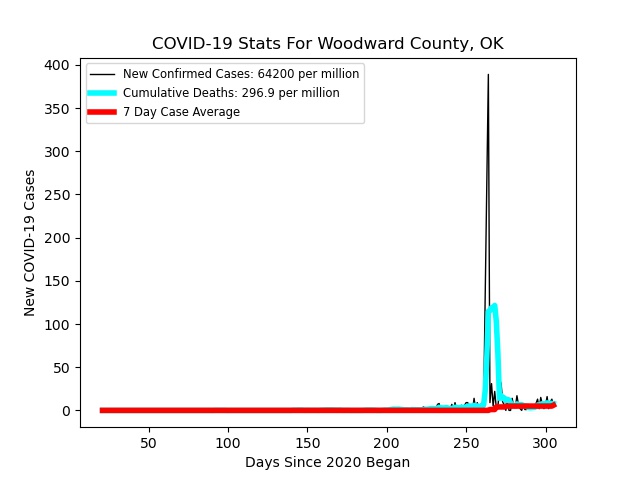 COVID-19 Stats For Woodward County, OK
New Confirmed Cases: 64200 per million
Cumulative Deaths: 296.9 per million
7 Day Case Average
400
350
300
250
200
150
100
50
0
New COVID-19 Cases
50 100 150 200 250 300
Days Since 2020 Began